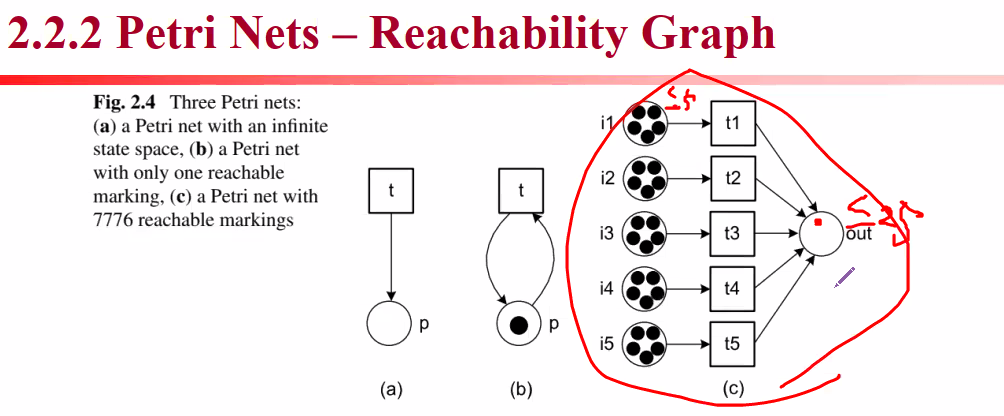 2.2.2 Petri Nets – Reachability Graph
Fig. 2.4 Three Petri nets:
(a) a Petri net with an infinite
state space, (b) a Petri net
with only one reachable
marking, (c) a Petri net with
7776 reachable markings
t
p
(a)
t
p
(b)
i1
t1
i2
t2
i3
t3
out
i4
t4
i5
t5
(c)